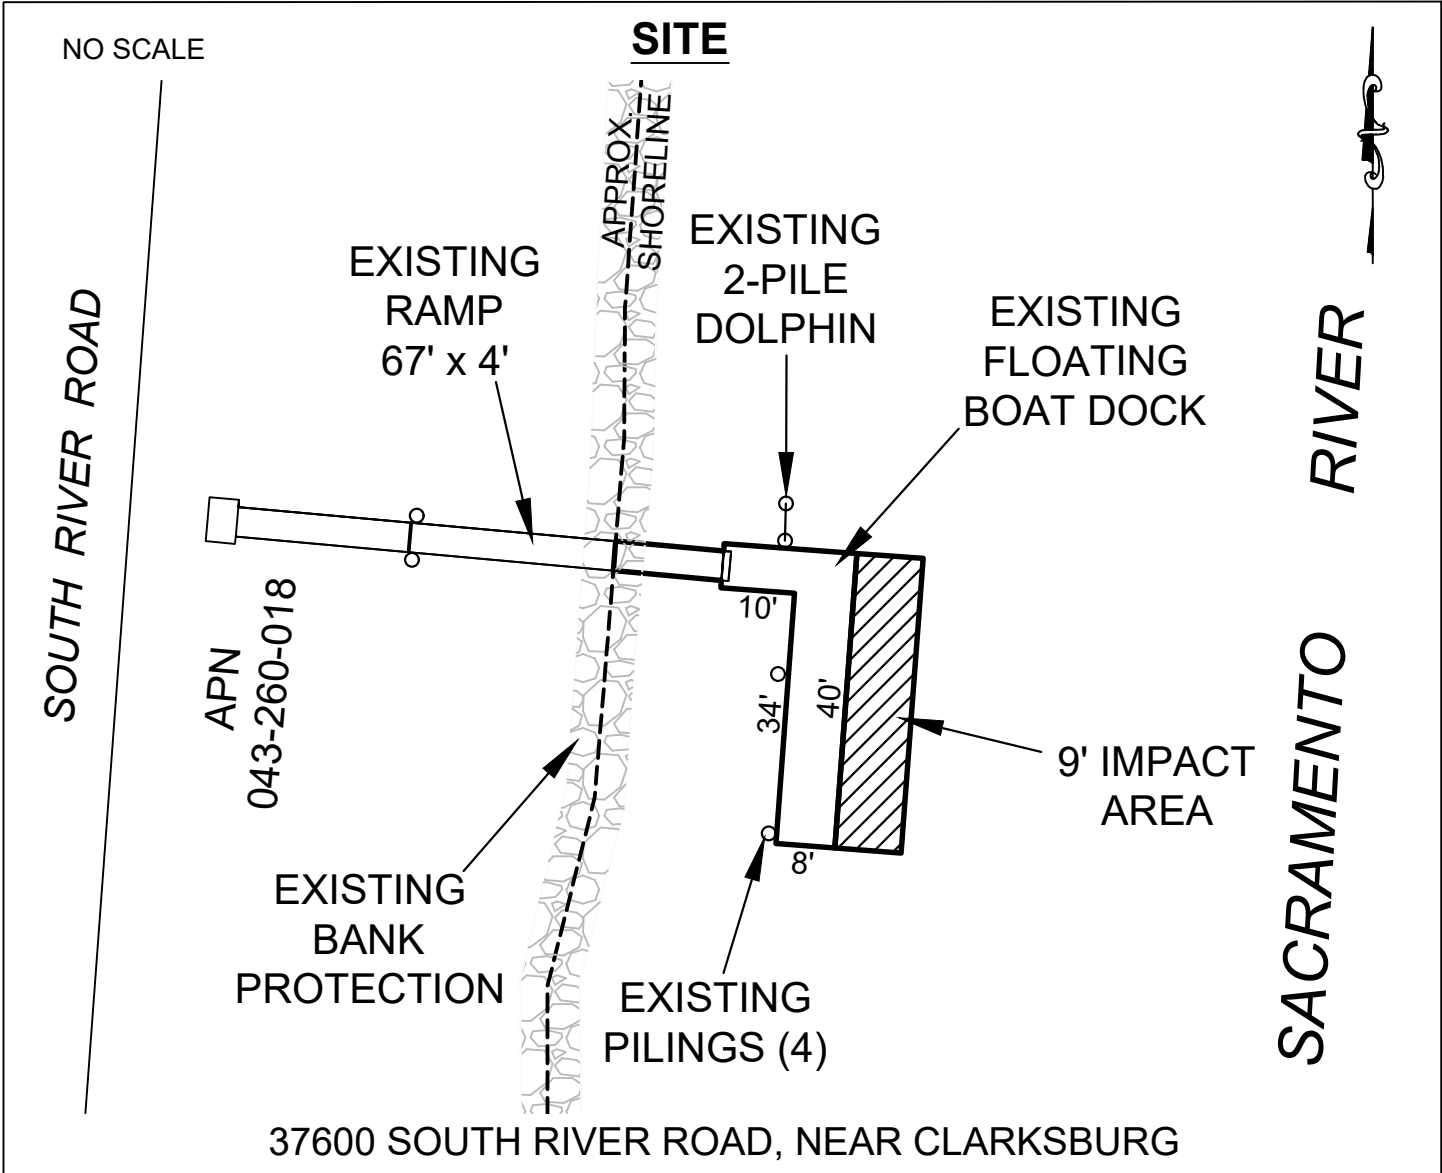 SITE
NO SCALE
APPROX.
SHORELINE
EXISTING
RAMP
67' x 4'
EXISTING
2-PILE
DOLPHIN
EXISTING
FLOATING
BOAT DOCK
SOUTH RIVER ROAD
SACRAMENTO RIVER
APN
043-260-018
10'
34'
40'
8'
9' IMPACT
AREA
EXISTING
BANK
PROTECTION
EXISTING
PILINGS (4)
37600 SOUTH RIVER ROAD, NEAR CLARKSBURG